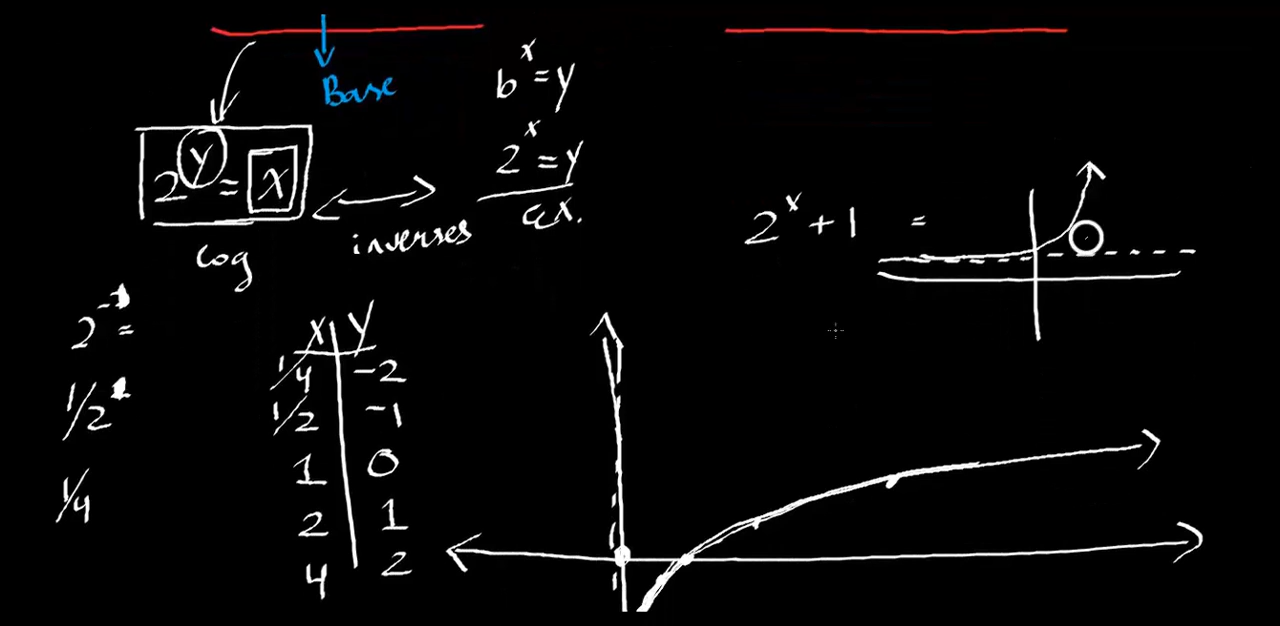 Base
b^x = y
2^y = x
2^x = y
ex.
log
inverses
2^x + 1 =
2^-1 =
1/2^1
1/4
x y
1/4 -2
1/2 -1
1 0
2 1
4 2